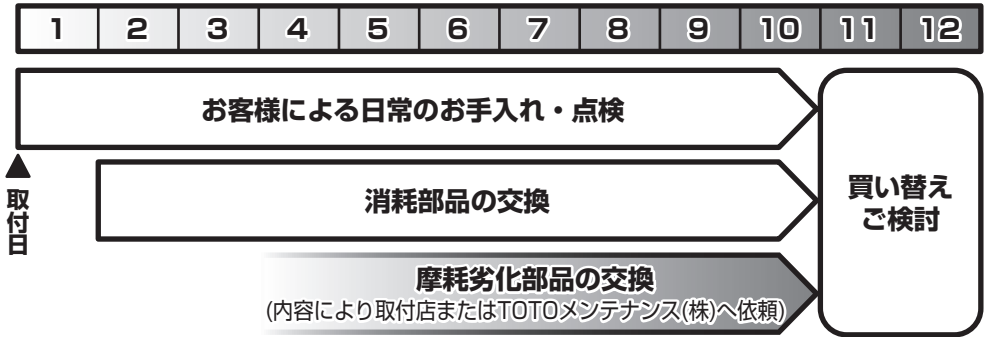 1 2 3 4 5 6 7 8 9 10 11 12
お客様による日常のお手入れ・点検
取付日
消耗部品の交換
買い替え
ご検討
摩耗劣化部品の交換
(内容により取付店またはTOTOメンテナンス(株)へ依頼)